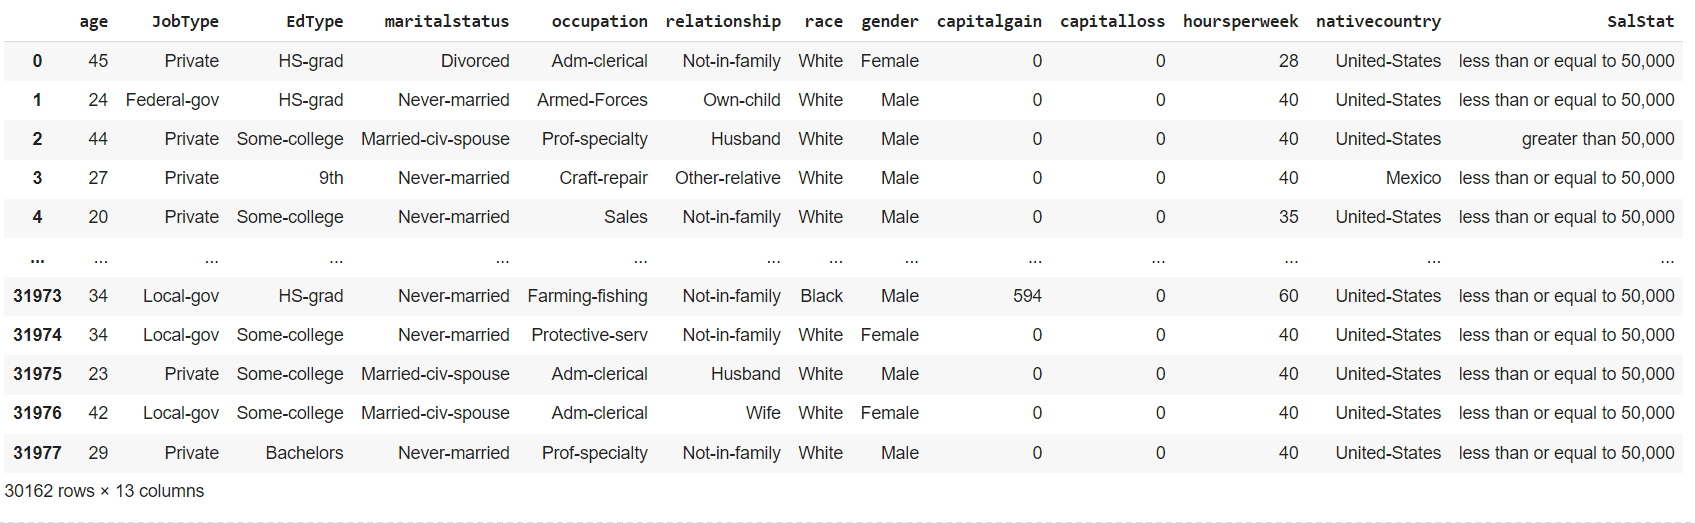 age JobType EdType maritalstatus occupation relationship race gender capitalgain capitalloss hoursperweek nativecountry SalStat
0 45 Private HS-grad Divorced Adm-clerical Not-in-family White Female 0 0 28 United-States less than or equal to 50,000
1 24 Federal-gov HS-grad Never-married Armed-Forces Own-child White Male 0 0 40 United-States less than or equal to 50,000
2 44 Private Some-college Married-civ-spouse Prof-specialty Husband White Male 0 0 40 United-States greater than 50,000
3 27 Private 9th Never-married Craft-repair Other-relative White Male 0 0 40 Mexico less than or equal to 50,000
4 20 Private Some-college Never-married Sales Not-in-family White Male 0 0 35 United-States less than or equal to 50,000
... ... ... ... ... ... ... ... ... ... ... ... ... ...
31973 34 Local-gov HS-grad Never-married Farming-fishing Not-in-family Black Male 594 0 60 United-States less than or equal to 50,000
31974 34 Local-gov Some-college Never-married Protective-serv Not-in-family White Female 0 0 40 United-States less than or equal to 50,000
31975 23 Private Some-college Married-civ-spouse Adm-clerical Husband White Male 0 0 40 United-States less than or equal to 50,000
31976 42 Local-gov Some-college Married-civ-spouse Adm-clerical Wife White Female 0 0 40 United-States less than or equal to 50,000
31977 29 Private Bachelors Never-married Prof-specialty Not-in-family White Male 0 0 40 United-States less than or equal to 50,000
30162 rows × 13 columns